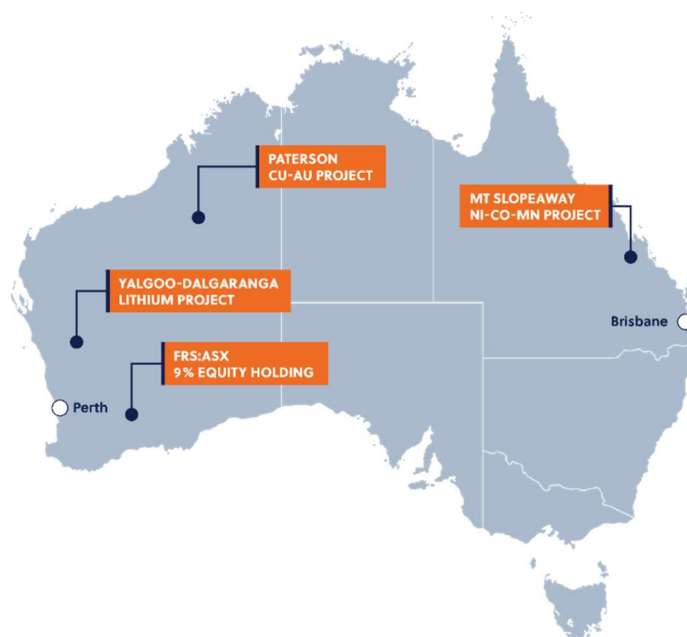 PATERSON
CU-AU PROJECT
MT SLOPEAWAY
NI-CO-MN PROJECT
YALGOO-DALGARANGA
LITHIUM PROJECT
Brisbane
FRS:ASX
9% EQUITY HOLDING
Perth